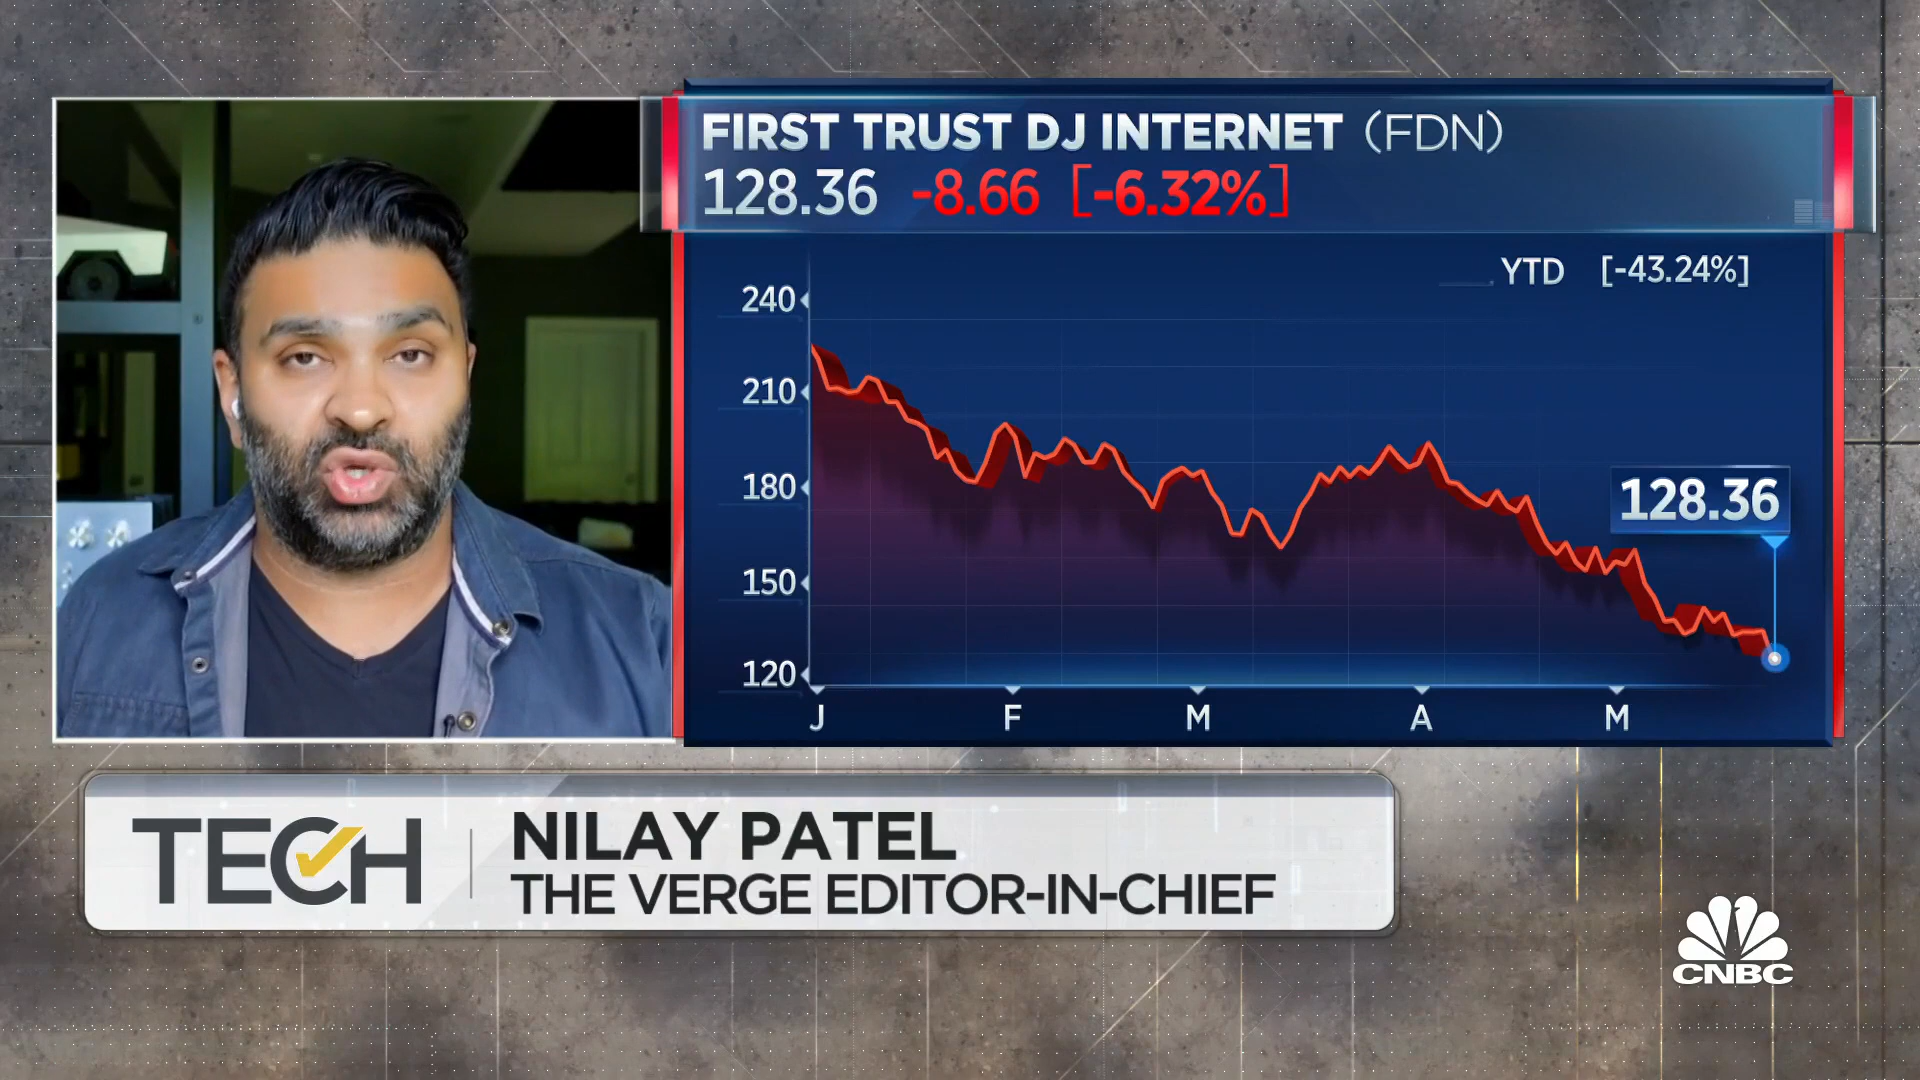 FIRST TRUST DJ INTERNET (FDN)
128.36 -8.66 [-6.32%]
YTD [-43.24%]
240
210
180
150
120
128.36
J F M A M
TECH
NILAY PATEL
THE VERGE EDITOR-IN-CHIEF
CNBC